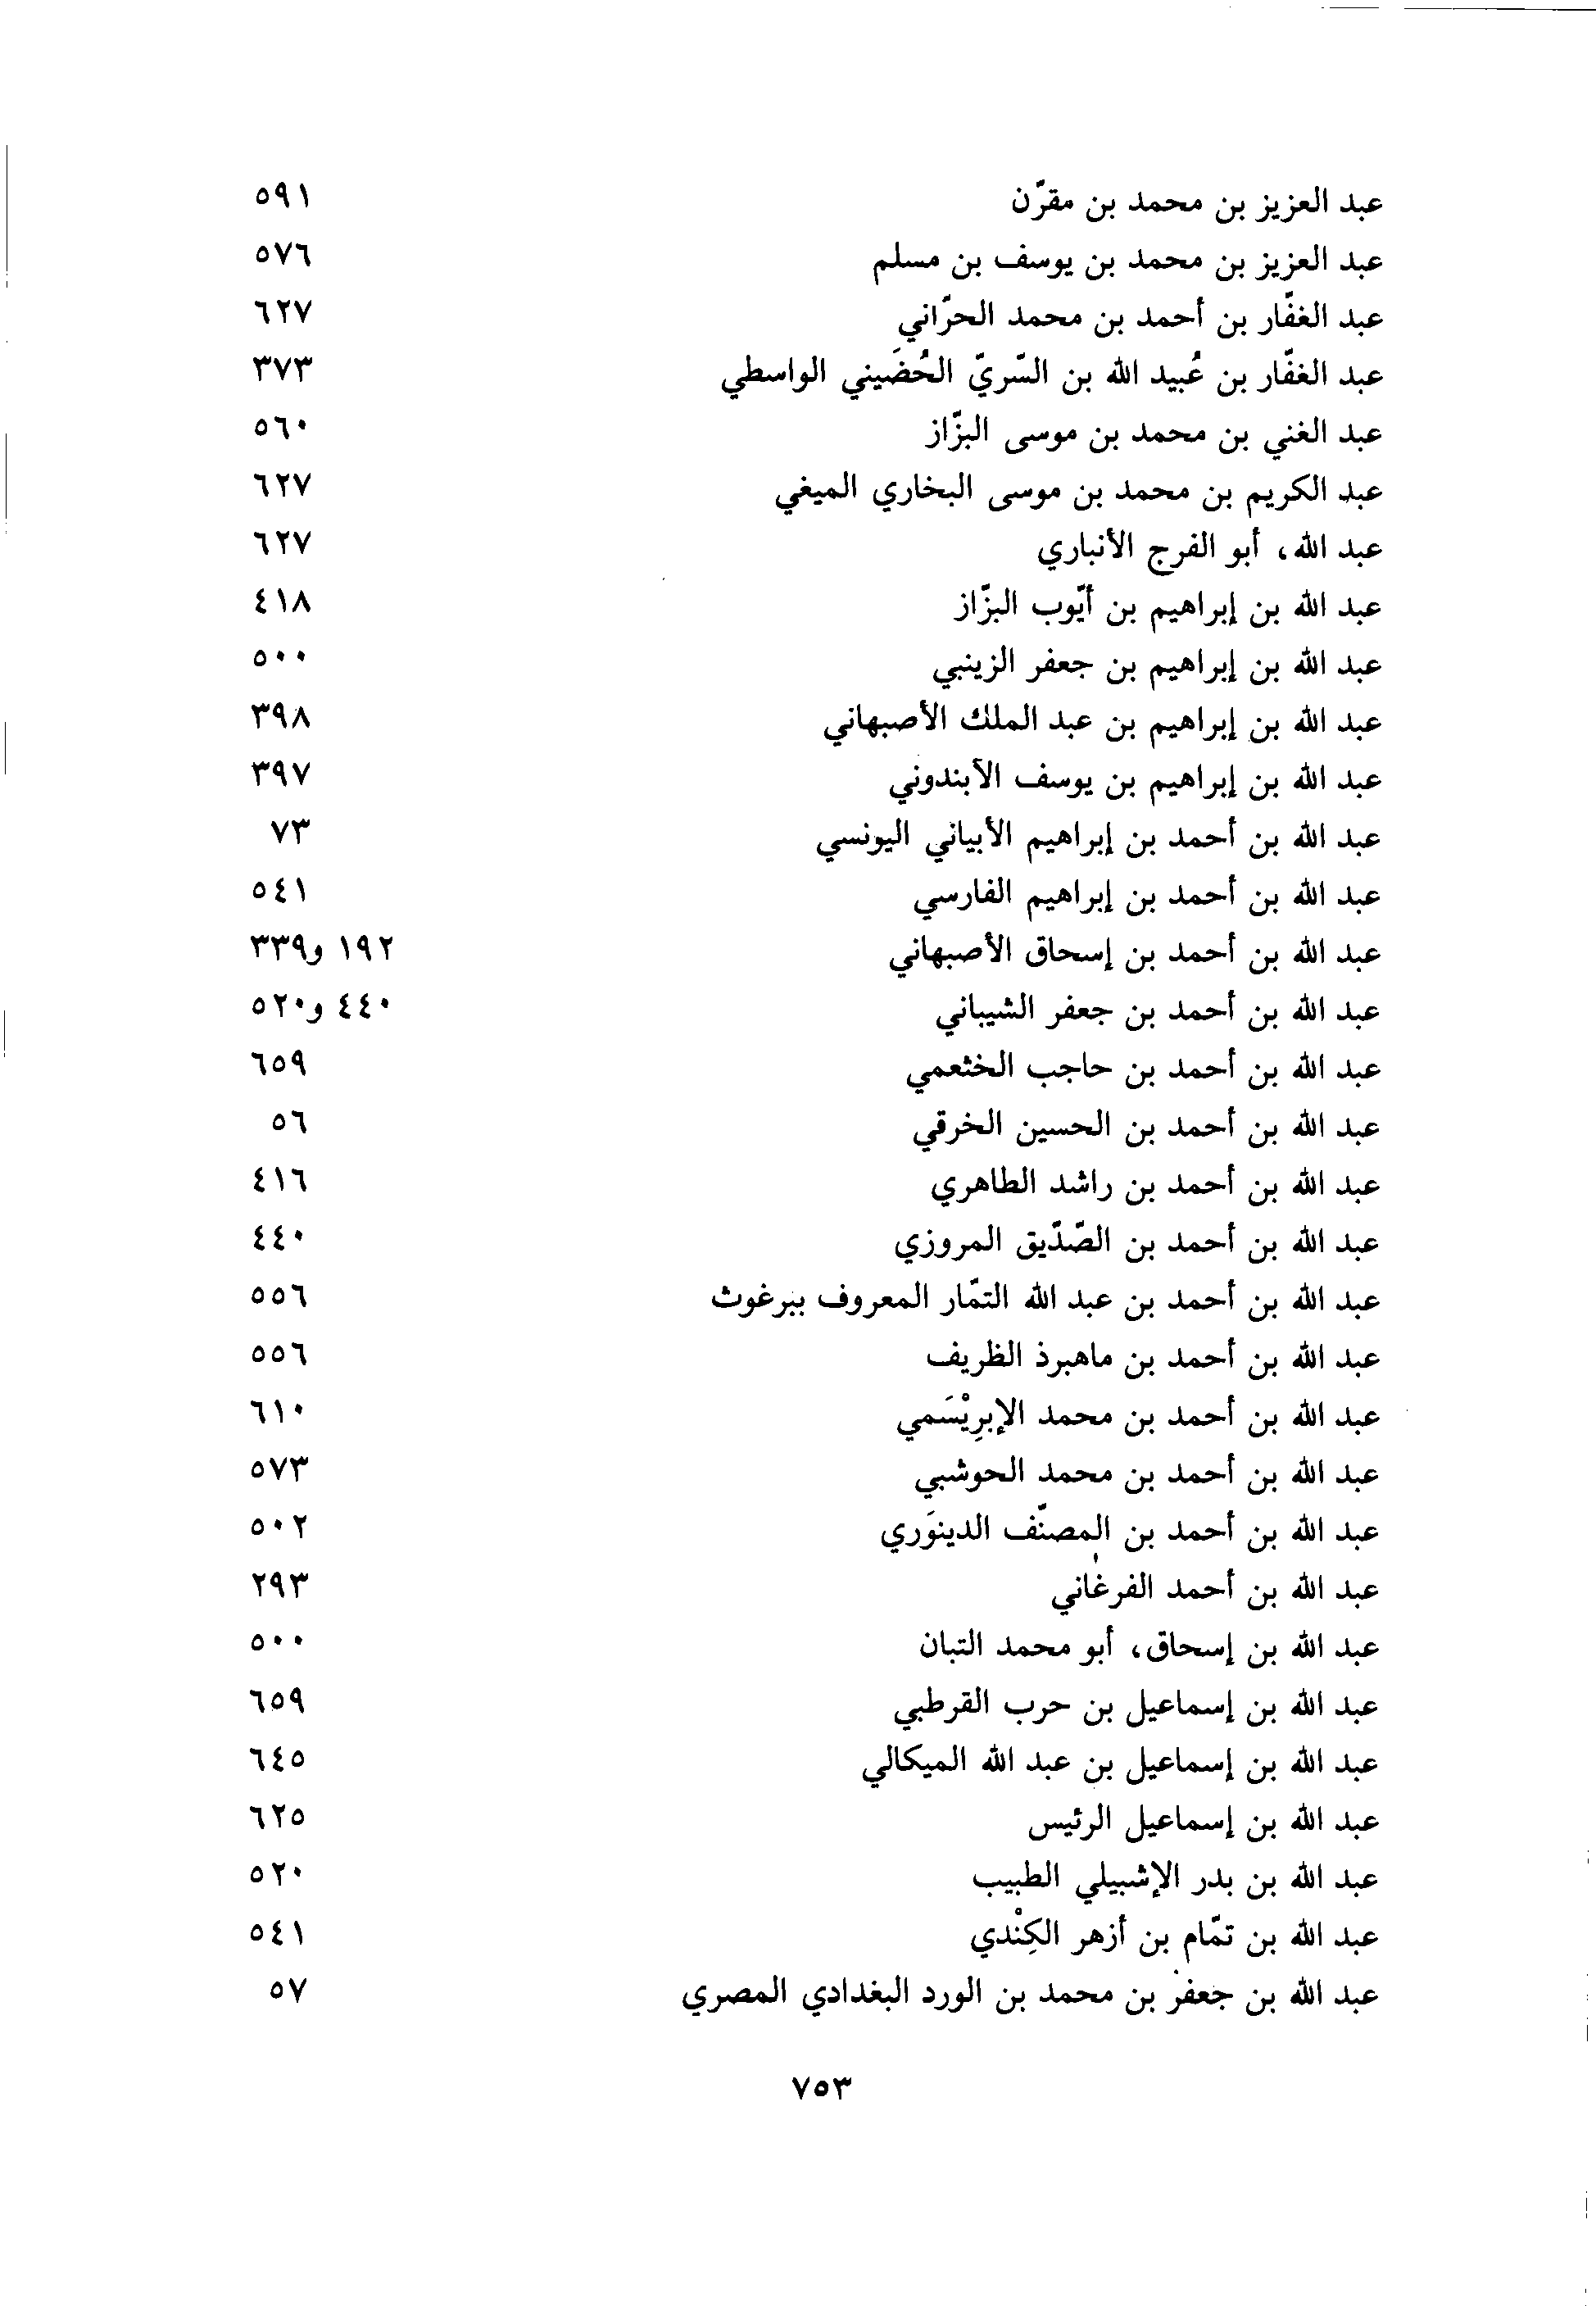 عبد العزيز بن محمد بن مقرّن ٥٩١
عبد العزيز بن محمد بن يوسف بن مسلم ٥٧٦
عبد الغفّار بن أحمد بن محمد الحرّاني ٦٢٧
عبد الغفّار بن عُبيد الله بن السّريّ الحُضَيني الواسطي ٣٧٣
عبد الغني بن محمد بن موسى البزّاز ٥٦٠
عبد الكريم بن محمد بن موسى البخاري الميغي ٦٢٧
عبد الله، أبو الفرج الأنباري ٦٢٧
عبد الله بن إبراهيم بن أيّوب البزّاز ٤١٨
عبد الله بن إبراهيم بن جعفر الزينبي ٥٠٠
عبد الله بن إبراهيم بن عبد الملك الأصبهاني ٣٩٨
عبد الله بن إبراهيم بن يوسف الآبندوني ٣٩٧
عبد الله بن أحمد بن إبراهيم الأبياني اليونسي ٧٣
عبد الله بن أحمد بن إبراهيم الفارسي ٥٤١
عبد الله بن أحمد بن إسحاق الأصبهاني ١٩٢ و٣٣٩
عبد الله بن أحمد بن جعفر الشيباني ٤٤٠ و٥٢٠
عبد الله بن أحمد بن حاجب الخثعمي ٦٥٩
عبد الله بن أحمد بن الحسين الخرقي ٥٦
عبد الله بن أحمد بن راشد الطاهري ٤١٦
عبد الله بن أحمد بن الصّدّيق المروزي ٤٤٠
عبد الله بن أحمد بن عبد الله التمّار المعروف ببرغوث ٥٥٦
عبد الله بن أحمد بن ماهبرذ الظريف ٥٥٦
عبد الله بن أحمد بن محمد الإبرِيْسَمي ٦١٠
عبد الله بن أحمد بن محمد الحوشبي ٥٧٣
عبد الله بن أحمد بن المصنّف الدينوَري ٥٠٢
عبد الله بن أحمد الفرغاني ٢٩٣
عبد الله بن إسحاق، أبو محمد التبان ٥٠٠
عبد الله بن إسماعيل بن حرب القرطبي ٦٥٩
عبد الله بن إسماعيل بن عبد الله الميكالي ٦٤٥
عبد الله بن إسماعيل الرئيس ٦٢٥
عبد الله بن بدر الإشبيلي الطبيب ٥٢٠
عبد الله بن تمّام بن أزهر الكِنْدي ٥٤١
عبد الله بن جعفر بن محمد بن الورد البغدادي المصري ٥٧
٧٥٣